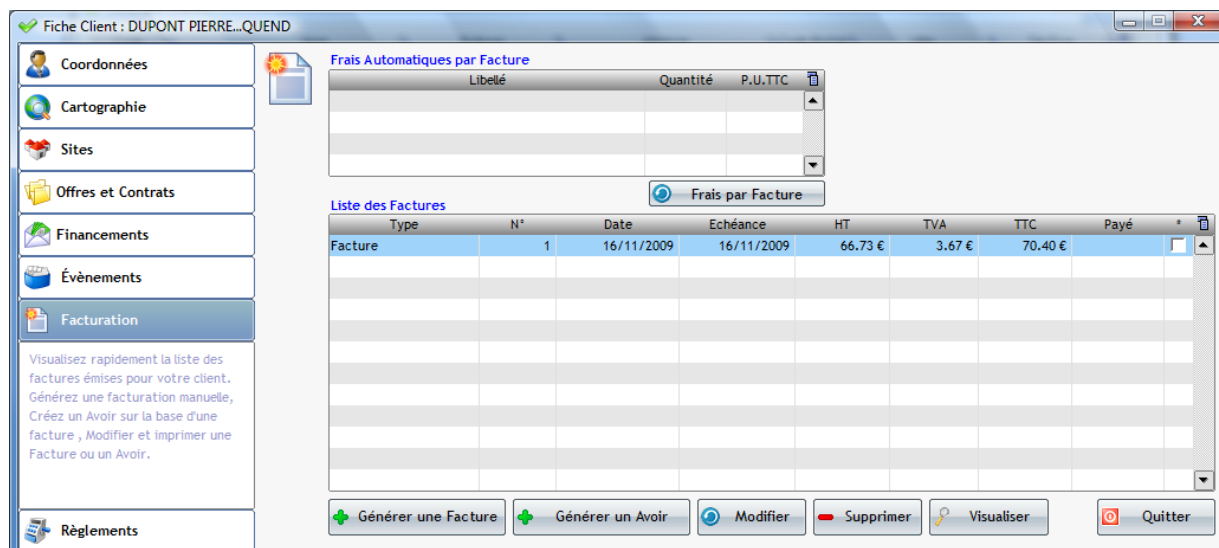 Fiche Client : DUPONT PIERRE...QUEND
Coordonnées
Cartographie
Sites
Offres et Contrats
Financements
Évènements
Facturation
Visualisez rapidement la liste des
factures émises pour votre client.
Générez une facturation manuelle,
Créez un Avoir sur la base d'une
facture , Modifier et imprimer une
Facture ou un Avoir.
Règlements
Frais Automatiques par Facture
Libellé Quantité P.U.TTC
Frais par Facture
Liste des Factures
Type N° Date Echéance HT TVA TTC Payé *
Facture 1 16/11/2009 16/11/2009 66.73 € 3.67 € 70.40 €
Générer une Facture Générer un Avoir Modifier Supprimer Visualiser Quitter